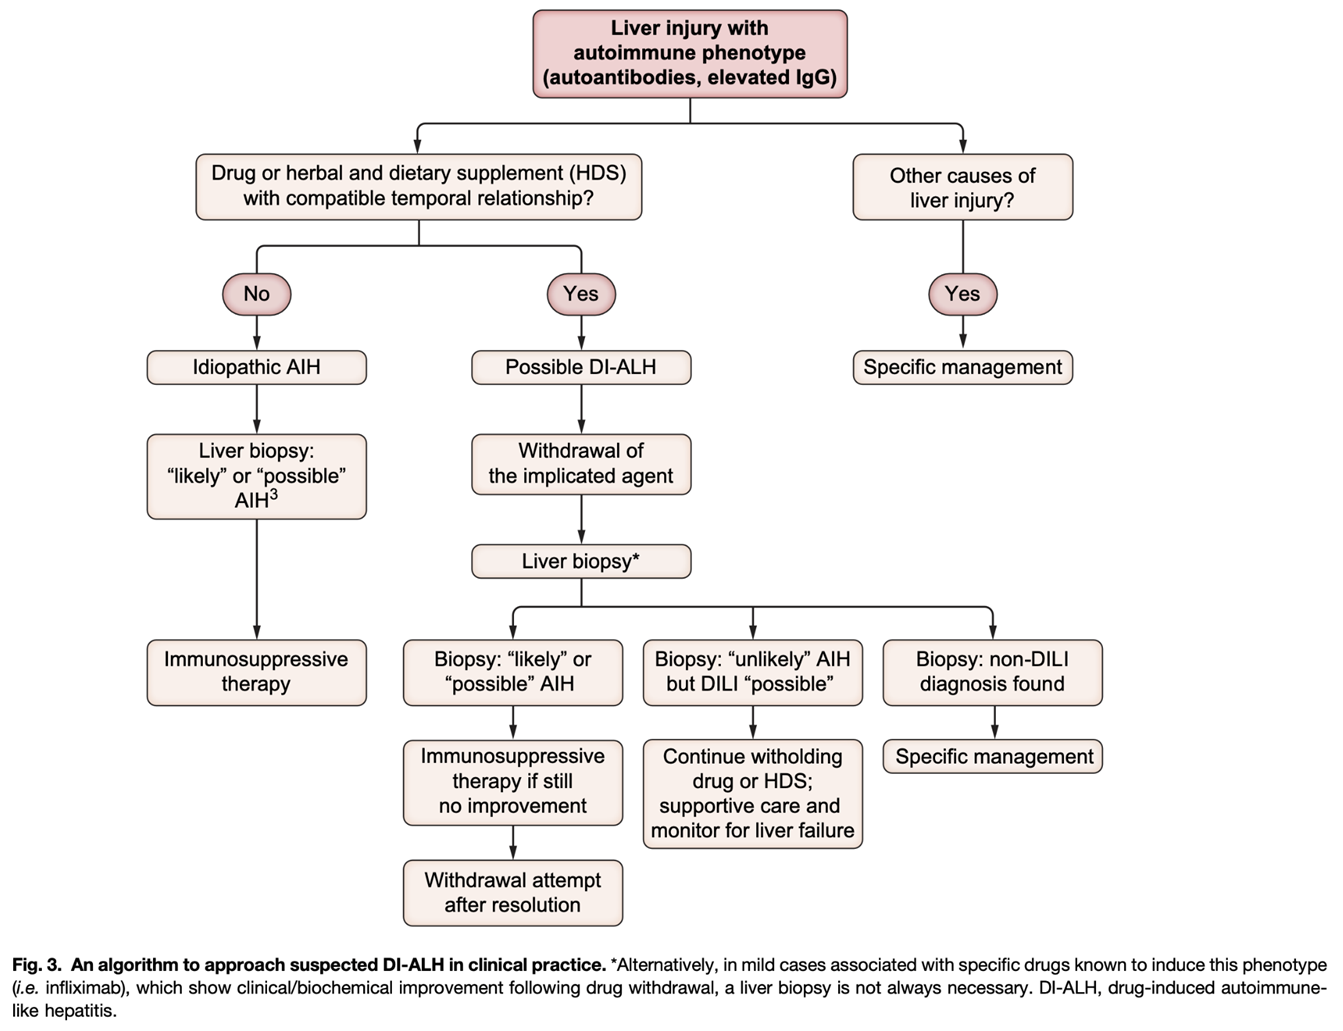 Liver injury with
autoimmune phenotype
(autoantibodies, elevated IgG)
Drug or herbal and dietary supplement (HDS)
with compatible temporal relationship?
Other causes of
liver injury?
No
Yes
Yes
Idiopathic AIH
Possible DI-ALH
Specific management
Liver biopsy:
“likely” or “possible”
AIH3
Withdrawal of
the implicated agent
Liver biopsy*
Immunosuppressive
therapy
Biopsy: “likely” or
“possible” AIH
Biopsy: “unlikely” AIH
but DILI “possible”
Biopsy: non-DILI
diagnosis found
Immunosuppressive
therapy if still
no improvement
Continue witholding
drug or HDS;
supportive care and
monitor for liver failure
Specific management
Withdrawal attempt
after resolution
Fig. 3. An algorithm to approach suspected DI-ALH in clinical practice. *Alternatively, in mild cases associated with specific drugs known to induce this phenotype
(i.e. infliximab), which show clinical/biochemical improvement following drug withdrawal, a liver biopsy is not always necessary. DI-ALH, drug-induced autoimmune-
like hepatitis.